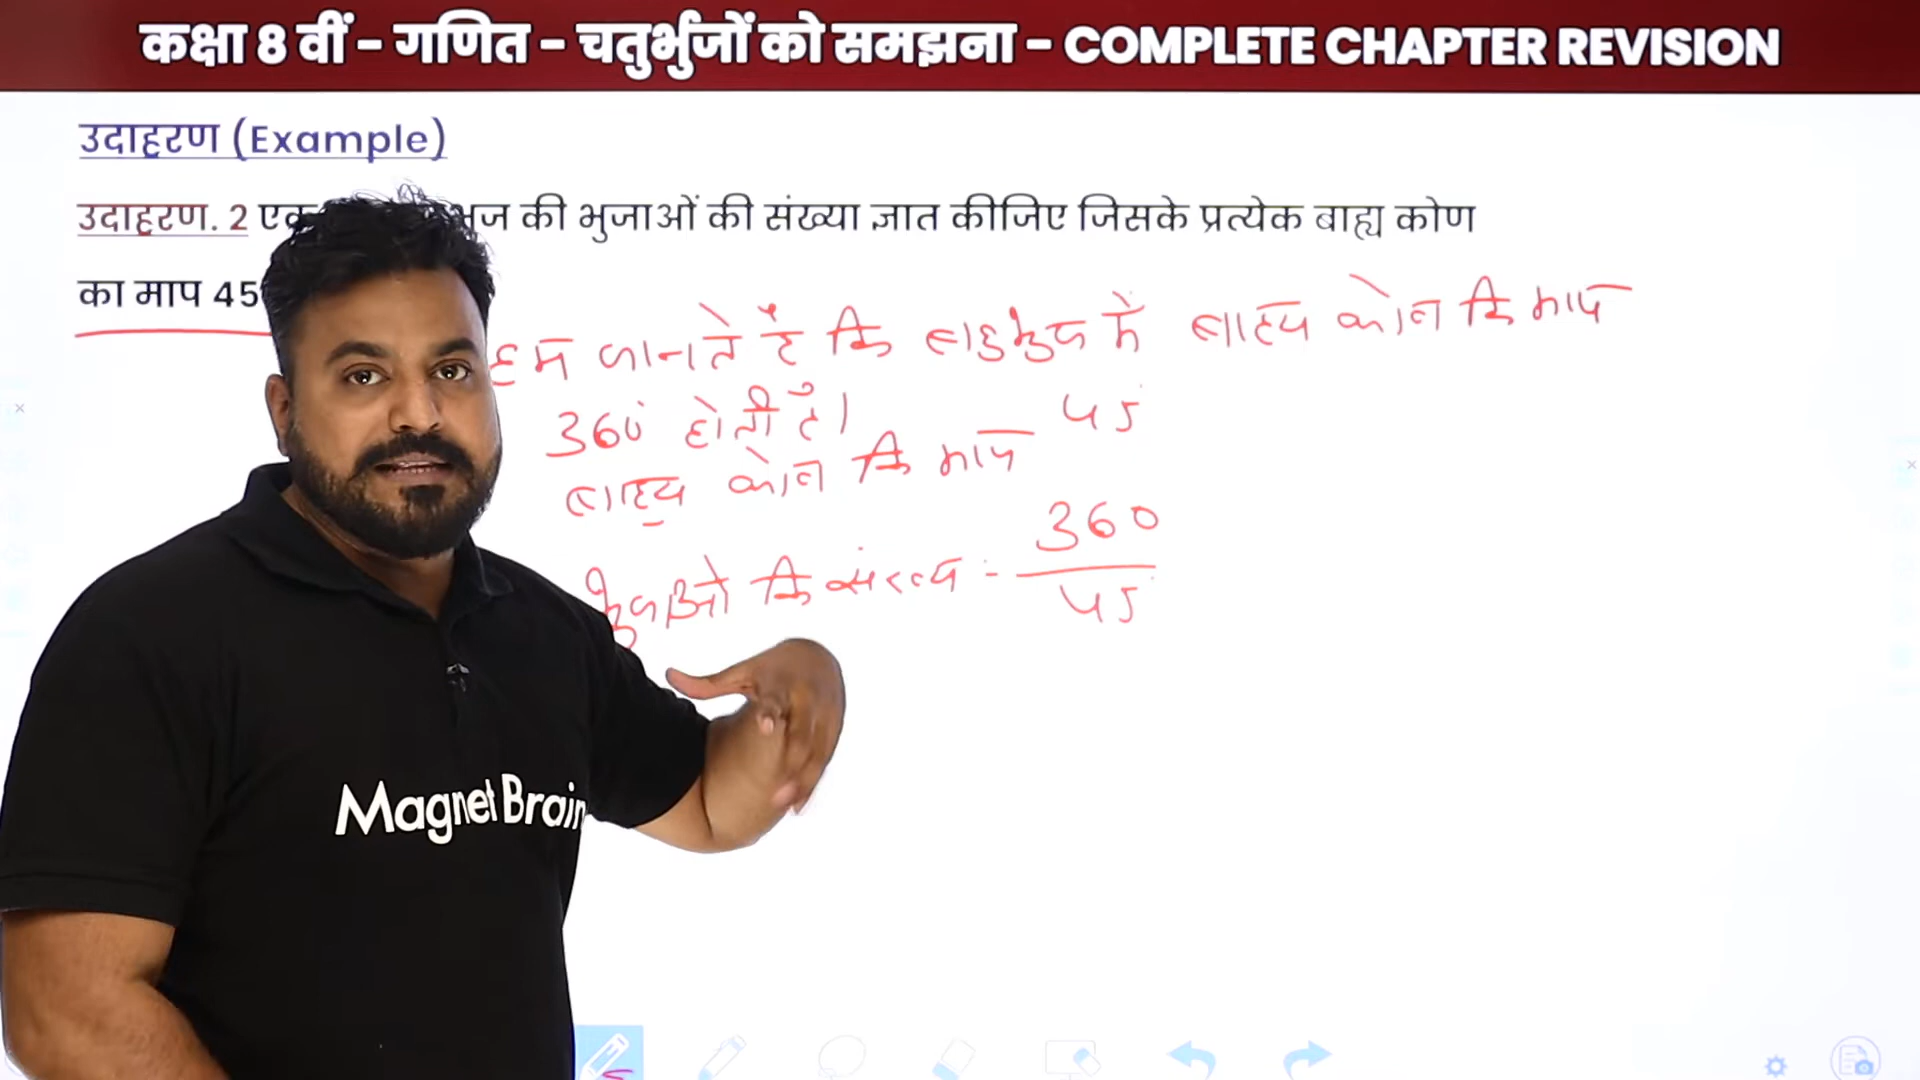 कक्षा 8 वीं - गणित - चतुर्भुजों को समझना - COMPLETE CHAPTER REVISION
उदाहरण (Example)
उदाहरण. 2 एक की भुजाओं की संख्या ज्ञात कीजिए जिसके प्रत्येक बाह्य कोण
का माप 45
हम जानते हैं कि बाहुभुज में बाह्य कोन कि माप
360° होती है।
बाह्य कोन कि माप 45°
भुजाओ कि संख्य = 360
45
Magnet Brain